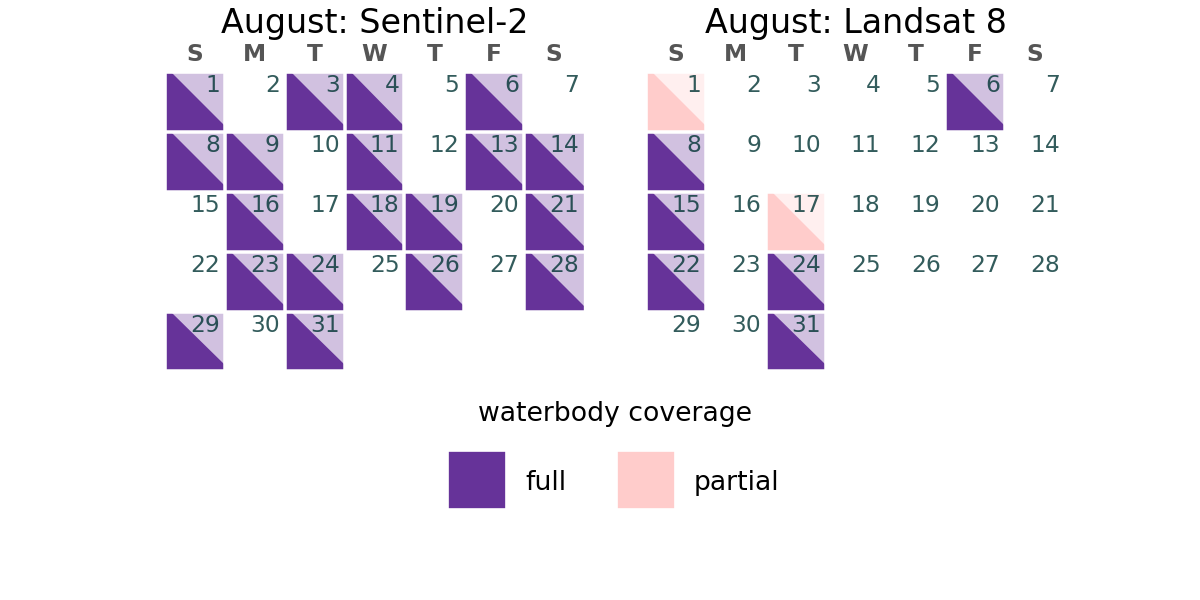 August: Sentinel-2
S M T W T F S
1 2 3 4 5 6 7
8 9 10 11 12 13 14
15 16 17 18 19 20 21
22 23 24 25 26 27 28
29 30 31
August: Landsat 8
S M T W T F S
1 2 3 4 5 6 7
8 9 10 11 12 13 14
15 16 17 18 19 20 21
22 23 24 25 26 27 28
29 30 31
waterbody coverage
full
partial